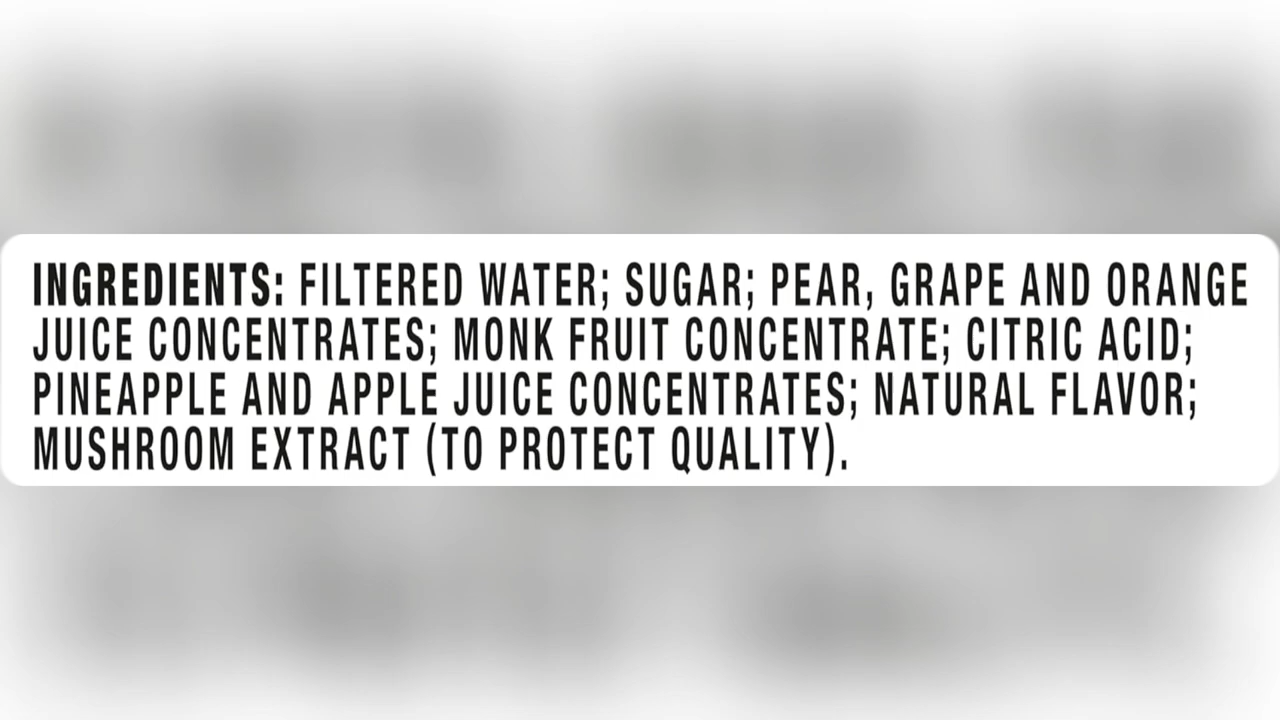 INGREDIENTS: FILTERED WATER; SUGAR; PEAR, GRAPE AND ORANGE
JUICE CONCENTRATES; MONK FRUIT CONCENTRATE; CITRIC ACID;
PINEAPPLE AND APPLE JUICE CONCENTRATES; NATURAL FLAVOR;
MUSHROOM EXTRACT (TO PROTECT QUALITY).